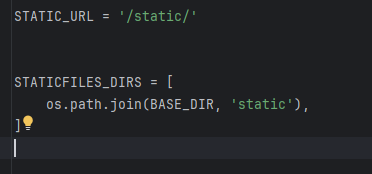 STATIC_URL = '/static/'
STATICFILES_DIRS = [
    os.path.join(BASE_DIR, 'static'),
]